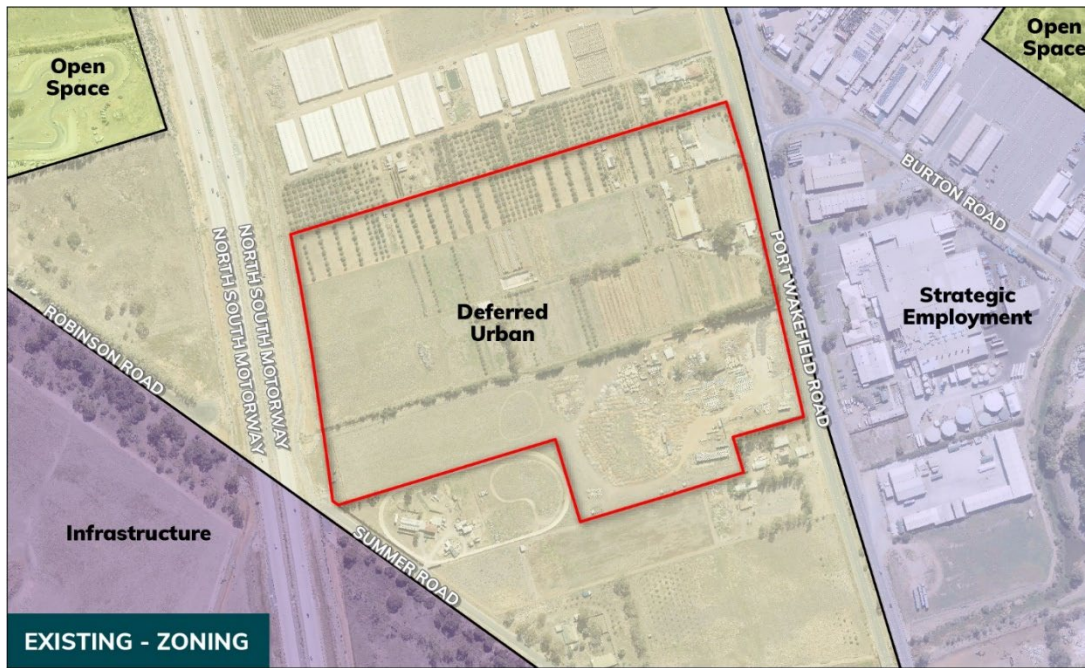 Open
Space
Open
Space
BURTON ROAD
NORTH SOUTH MOTORWAY
NORTH SOUTH MOTORWAY
PORT WAKEFIELD ROAD
Deferred
Urban
Strategic
Employment
ROBINSON ROAD
Infrastructure
SUMMER ROAD
EXISTING - ZONING